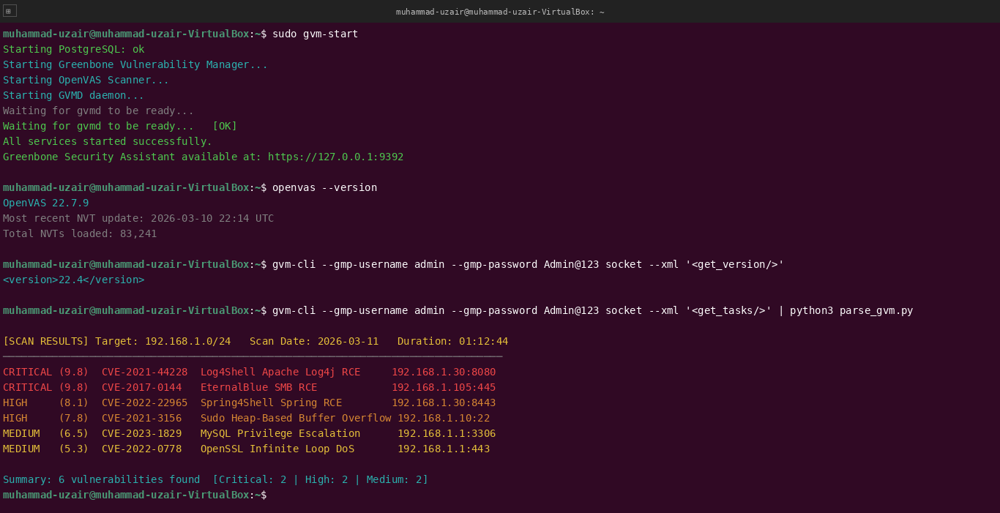 muhammad-uzair@muhammad-uzair-VirtualBox: ~
muhammad-uzair@muhammad-uzair-VirtualBox:~$ sudo gvm-start
Starting PostgreSQL: ok
Starting Greenbone Vulnerability Manager...
Starting OpenVAS Scanner...
Starting GVMD daemon...
Waiting for gvmd to be ready...
Waiting for gvmd to be ready...   [OK]
All services started successfully.
Greenbone Security Assistant available at: https://127.0.0.1:9392
muhammad-uzair@muhammad-uzair-VirtualBox:~$ openvas --version
OpenVAS 22.7.9
Most recent NVT update: 2026-03-10 22:14 UTC
Total NVTs loaded: 83,241
muhammad-uzair@muhammad-uzair-VirtualBox:~$ gvm-cli --gmp-username admin --gmp-password Admin@123 socket --xml '<get_version/>'
<version>22.4</version>
muhammad-uzair@muhammad-uzair-VirtualBox:~$ gvm-cli --gmp-username admin --gmp-password Admin@123 socket --xml '<get_tasks/>' | python3 parse_gvm.py
[SCAN RESULTS] Target: 192.168.1.0/24   Scan Date: 2026-03-11   Duration: 01:12:44
CRITICAL (9.8)  CVE-2021-44228  Log4Shell Apache Log4j RCE     192.168.1.30:8080
CRITICAL (9.8)  CVE-2017-0144   EternalBlue SMB RCE            192.168.1.105:445
HIGH     (8.1)  CVE-2022-22965  Spring4Shell Spring RCE        192.168.1.30:8443
HIGH     (7.8)  CVE-2021-3156   Sudo Heap-Based Buffer Overflow 192.168.1.10:22
MEDIUM   (6.5)  CVE-2023-1829   MySQL Privilege Escalation      192.168.1.1:3306
MEDIUM   (5.3)  CVE-2022-0778   OpenSSL Infinite Loop DoS       192.168.1.1:443
Summary: 6 vulnerabilities found  [Critical: 2 | High: 2 | Medium: 2]
muhammad-uzair@muhammad-uzair-VirtualBox:~$